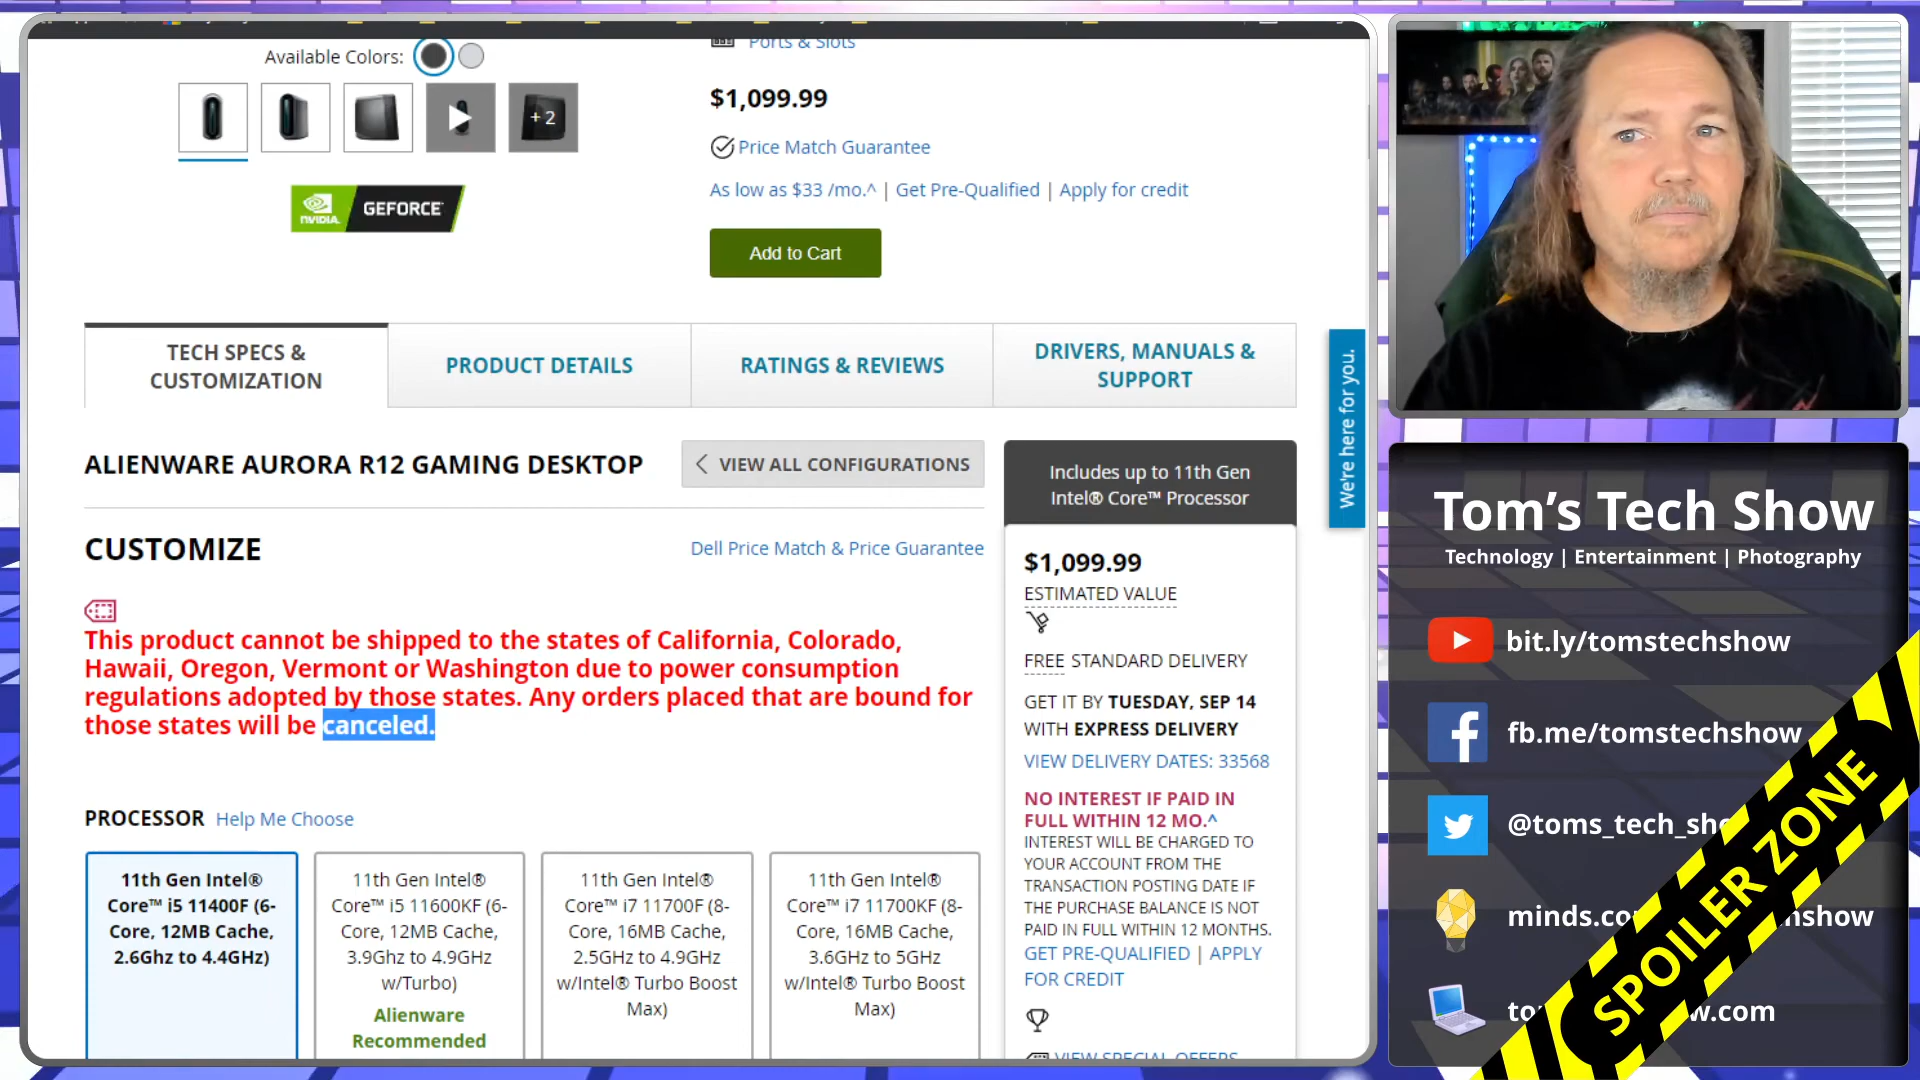 Available Colors:
+ 2
NVIDIA.
GEFORCE
Ports & Slots
$1,099.99
Price Match Guarantee
As low as $33 /mo.^ | Get Pre-Qualified | Apply for credit
Add to Cart
TECH SPECS &
CUSTOMIZATION
PRODUCT DETAILS
RATINGS & REVIEWS
DRIVERS, MANUALS &
SUPPORT
We're here for you.
ALIENWARE AURORA R12 GAMING DESKTOP
VIEW ALL CONFIGURATIONS
CUSTOMIZE
Dell Price Match & Price Guarantee
This product cannot be shipped to the states of California, Colorado,
Hawaii, Oregon, Vermont or Washington due to power consumption
regulations adopted by those states. Any orders placed that are bound for
those states will be canceled.
PROCESSOR Help Me Choose
11th Gen Intel®
Core™ i5 11400F (6-
Core, 12MB Cache,
2.6Ghz to 4.4GHz)
11th Gen Intel®
Core™ i5 11600KF (6-
Core, 12MB Cache,
3.9Ghz to 4.9GHz
w/Turbo)
Alienware
Recommended
11th Gen Intel®
Core™ i7 11700F (8-
Core, 16MB Cache,
2.5GHz to 4.9GHz
w/Intel® Turbo Boost
Max)
11th Gen Intel®
Core™ i7 11700KF (8-
Core, 16MB Cache,
3.6GHz to 5GHz
w/Intel® Turbo Boost
Max)
Includes up to 11th Gen
Intel® Core™ Processor
$1,099.99
ESTIMATED VALUE
FREE STANDARD DELIVERY
GET IT BY TUESDAY, SEP 14
WITH EXPRESS DELIVERY
VIEW DELIVERY DATES: 33568
NO INTEREST IF PAID IN
FULL WITHIN 12 MO.^
INTEREST WILL BE CHARGED TO
YOUR ACCOUNT FROM THE
TRANSACTION POSTING DATE IF
THE PURCHASE BALANCE IS NOT
PAID IN FULL WITHIN 12 MONTHS.
GET PRE-QUALIFIED | APPLY
FOR CREDIT
VIEW SPECIAL OFFERS
Tom's Tech Show
Technology | Entertainment | Photography
bit.ly/tomstechshow
fb.me/tomstechshow
@toms_tech_sho
minds.co
hshow
to
w.com
SPOILER ZONE